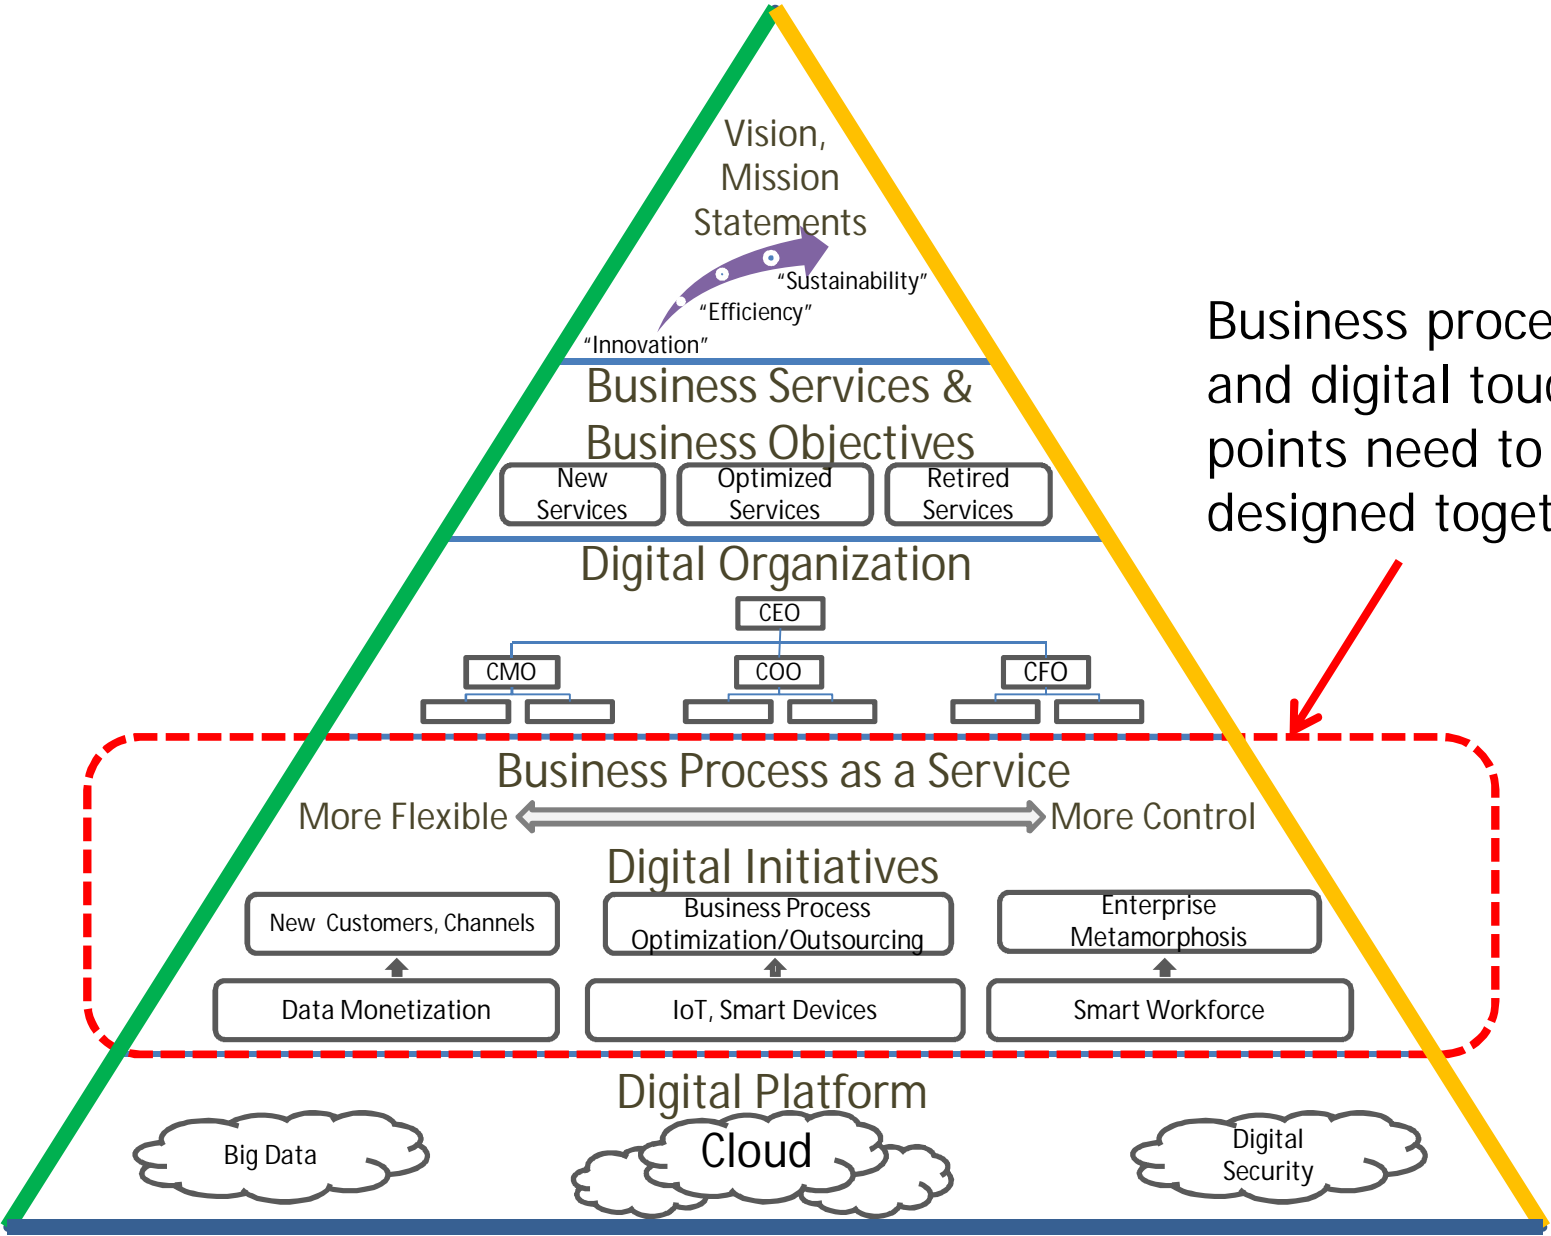 Vision,
Mission
Statements
"Sustainability"
"Efficiency"
"Innovation"
Business Services &
Business Objectives
New
Services
Optimized
Services
Retired
Services
Digital Organization
CEO
CMO
COO
CFO
Business proce
and digital tou
points need to
designed toget
Business Process as a Service
More Flexible
More Control
Digital Initiatives
New Customers, Channels
Business Process
Optimization/Outsourcing
Enterprise
Metamorphosis
Data Monetization
IoT, Smart Devices
Smart Workforce
Digital Platform
Big Data
Cloud
Digital
Security